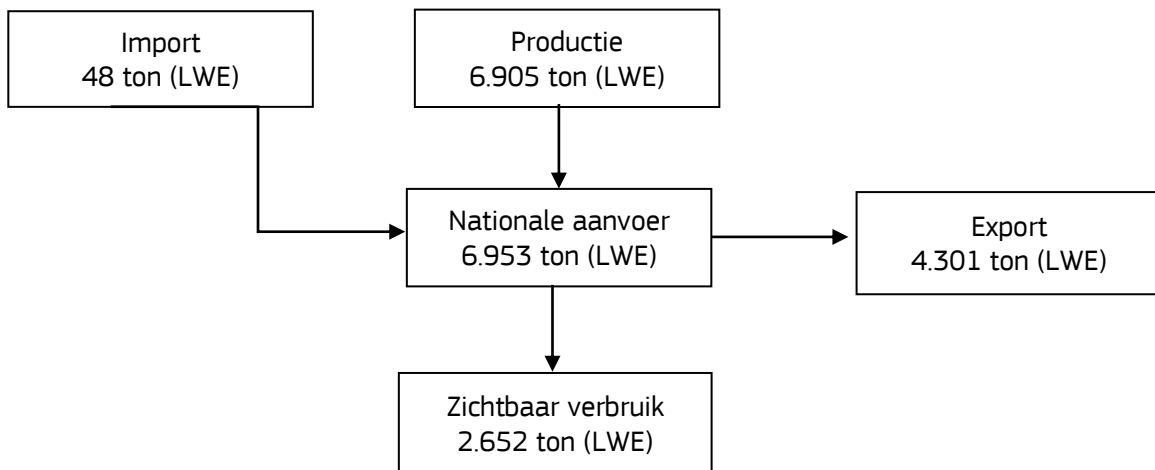 Import
48 ton (LWE)
Productie
6.905 ton (LWE)
Nationale aanvoer
6.953 ton (LWE)
Export
4.301 ton (LWE)
Zichtbaar verbruik
2.652 ton (LWE)